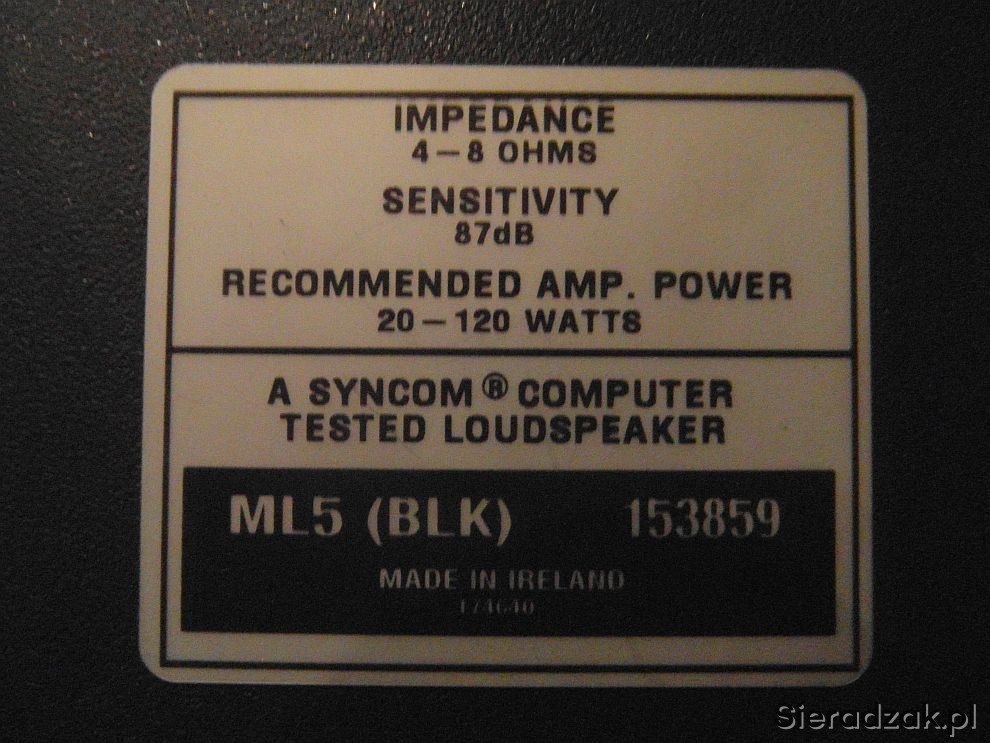 IMPEDANCE
4–8 OHMS
SENSITIVITY
87dB
RECOMMENDED AMP. POWER
20–120 WATTS
A SYNCOM® COMPUTER
TESTED LOUDSPEAKER
ML5 (BLK) 153859
MADE IN IRELAND
174640
Sieradzak.pl